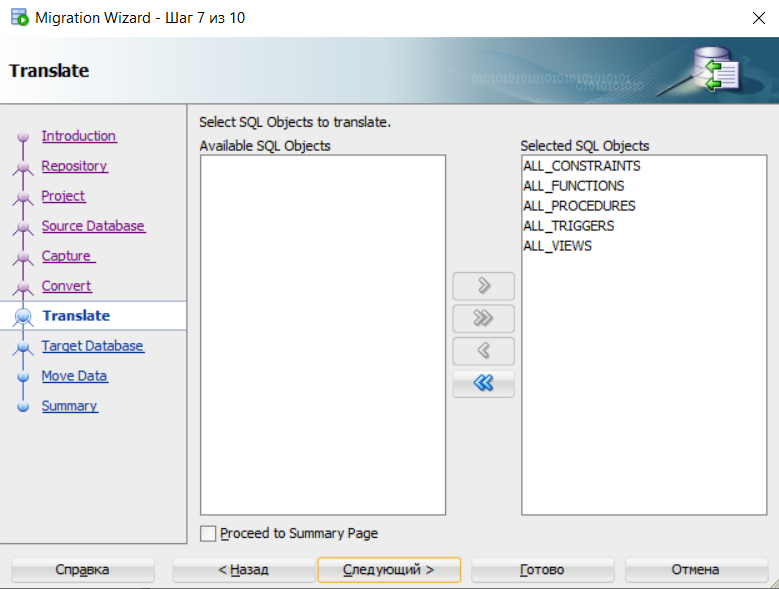 Migration Wizard - Шаг 7 из 10
Translate
0101010101010101010101010101
01010101010
Introduction
Repository
Project
Source Database
Capture
Convert
Translate
Target Database
Move Data
Summary
Select SQL Objects to translate.
Available SQL Objects
Selected SQL Objects
ALL_CONSTRAINTS
ALL_FUNCTIONS
ALL_PROCEDURES
ALL_TRIGGERS
ALL_VIEWS
Proceed to Summary Page
Справка
< Назад
Следующий >
Готово
Отмена